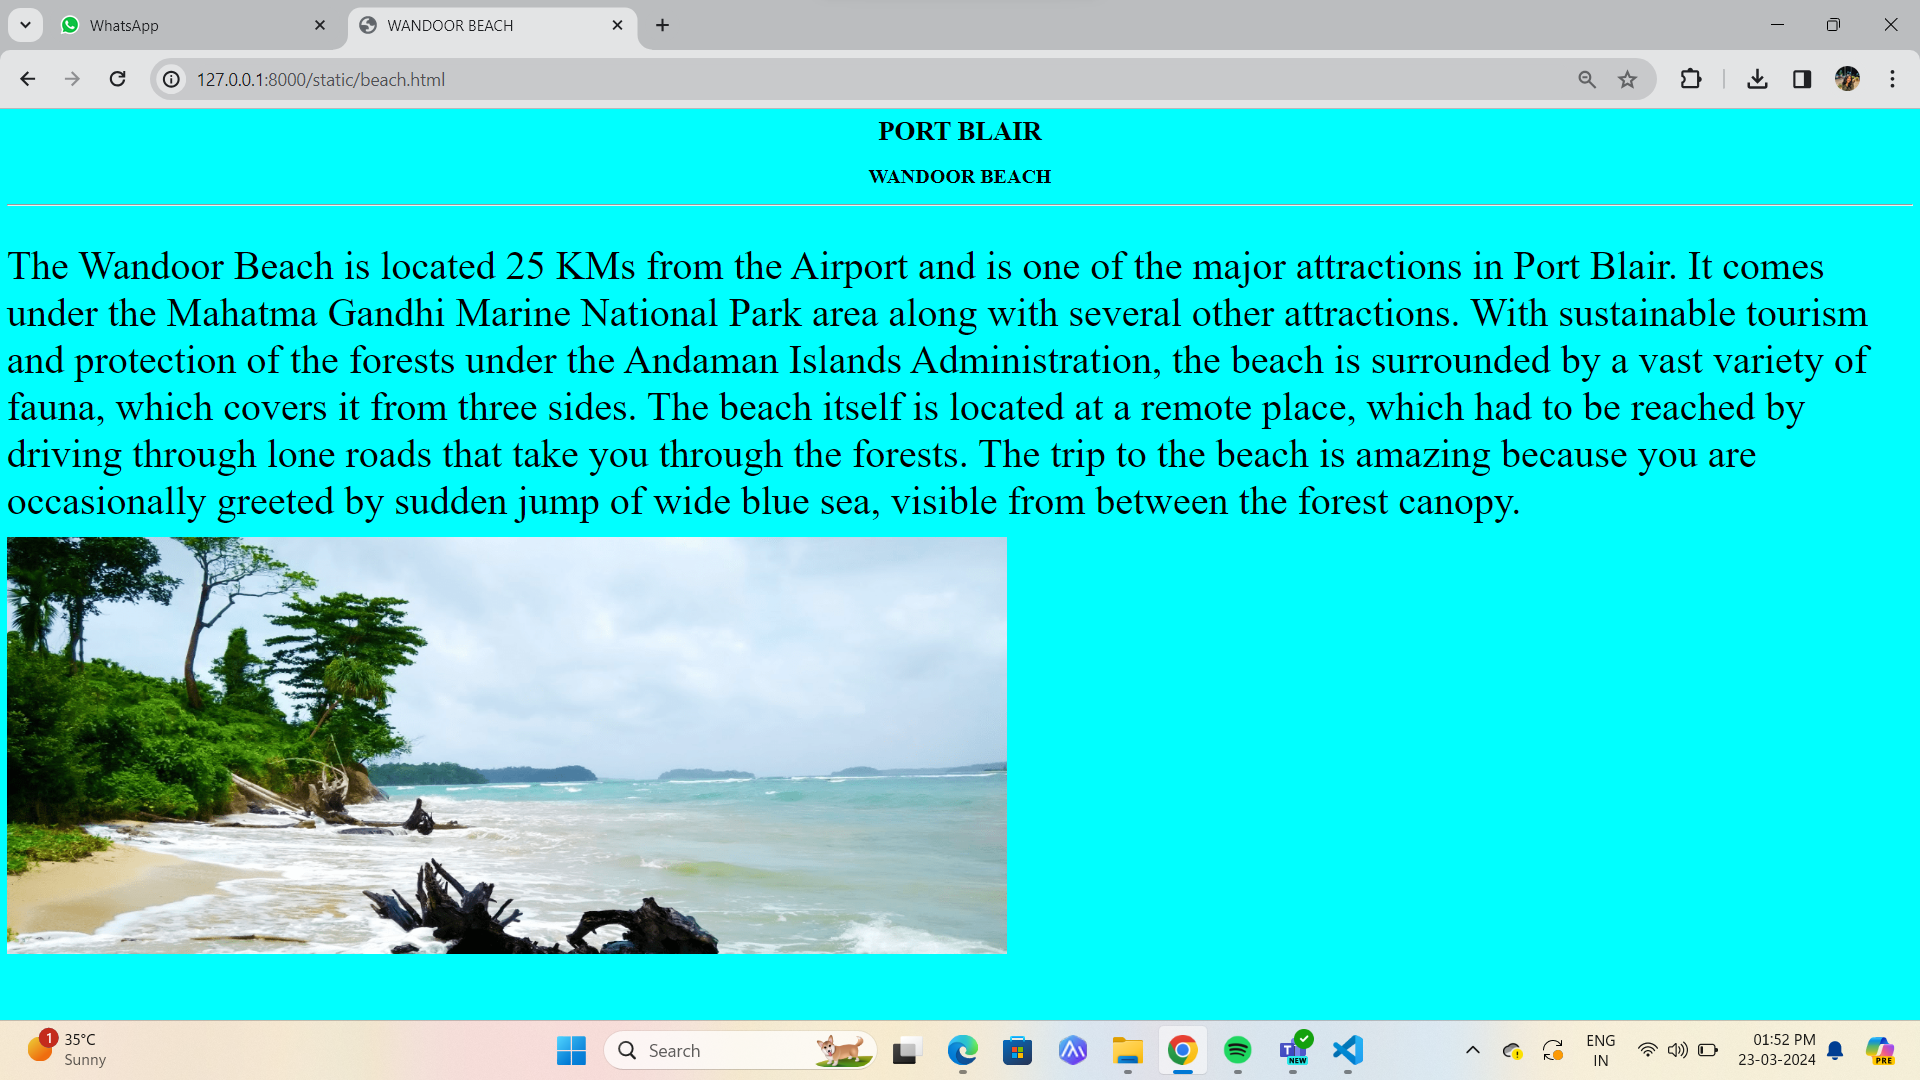 WhatsApp
WANDOOR BEACH
127.0.0.1:8000/static/beach.html
PORT BLAIR
WANDOOR BEACH
The Wandoor Beach is located 25 KMs from the Airport and is one of the major attractions in Port Blair. It comes
under the Mahatma Gandhi Marine National Park area along with several other attractions. With sustainable tourism
and protection of the forests under the Andaman Islands Administration, the beach is surrounded by a vast variety of
fauna, which covers it from three sides. The beach itself is located at a remote place, which had to be reached by
driving through lone roads that take you through the forests. The trip to the beach is amazing because you are
occasionally greeted by sudden jump of wide blue sea, visible from between the forest canopy.
1
35°C
Sunny
Search
NEW
ENG
IN
01:52 PM
23-03-2024
PRE